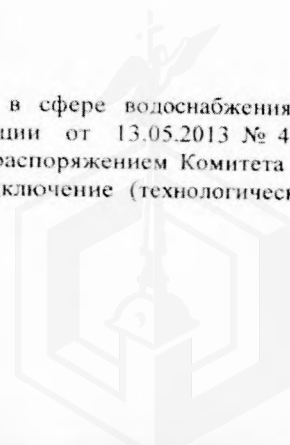 в сфере водоснабжения
ции от 13.05.2013 № 4
распоряжением Комитета
ключение (технологическ